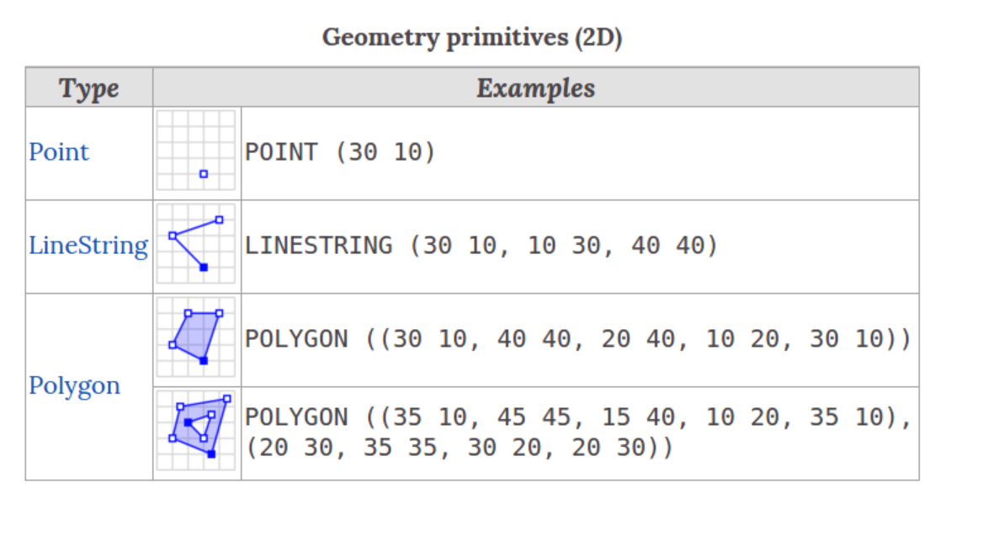 Geometry primitives (2D)
Type Examples
Point POINT (30 10)
LineString LINESTRING (30 10, 10 30, 40 40)
Polygon
POLYGON ((30 10, 40 40, 20 40, 10 20, 30 10))
POLYGON ((35 10, 45 45, 15 40, 10 20, 35 10),
(20 30, 35 35, 30 20, 20 30))